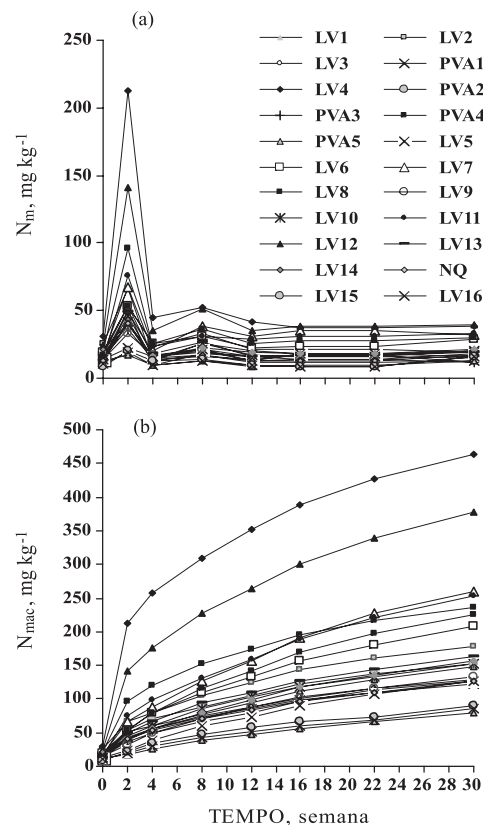 (a)
250
200
150
100
50
0
N_m, mg kg⁻¹
LV1 LV2
LV3 PVA1
LV4 PVA2
PVA3 PVA4
PVA5 LV5
LV6 LV7
LV8 LV9
LV10 LV11
LV12 LV13
LV14 NQ
LV15 LV16
(b)
500
450
400
350
300
250
200
150
100
50
0
N_mac, mg kg⁻¹
0 2 4 6 8 10 12 14 16 18 20 22 24 26 28 30
TEMPO, semana